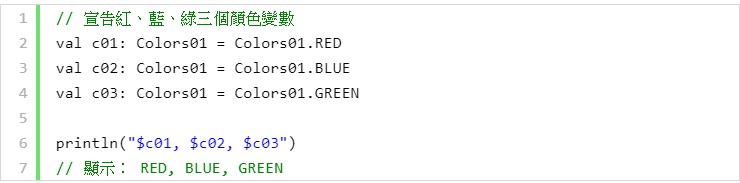 1 // 宣告紅、藍、綠三個顏色變數
2 val c01: Colors01 = Colors01.RED
3 val c02: Colors01 = Colors01.BLUE
4 val c03: Colors01 = Colors01.GREEN
5
6 println("$c01, $c02, $c03")
7 // 顯示： RED, BLUE, GREEN